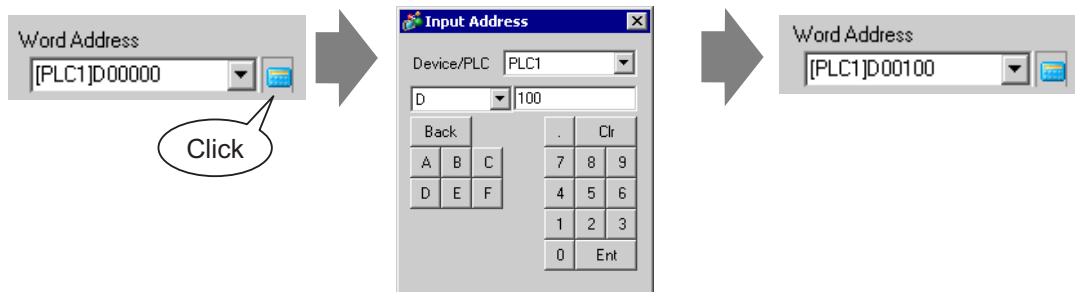 Word Address
[PLC1]D00000
Click
Input Address
Device/PLC PLC1
D 100
Back . Clr
A B C 7 8 9
D E F 4 5 6
1 2 3
0 Ent
Word Address
[PLC1]D00100